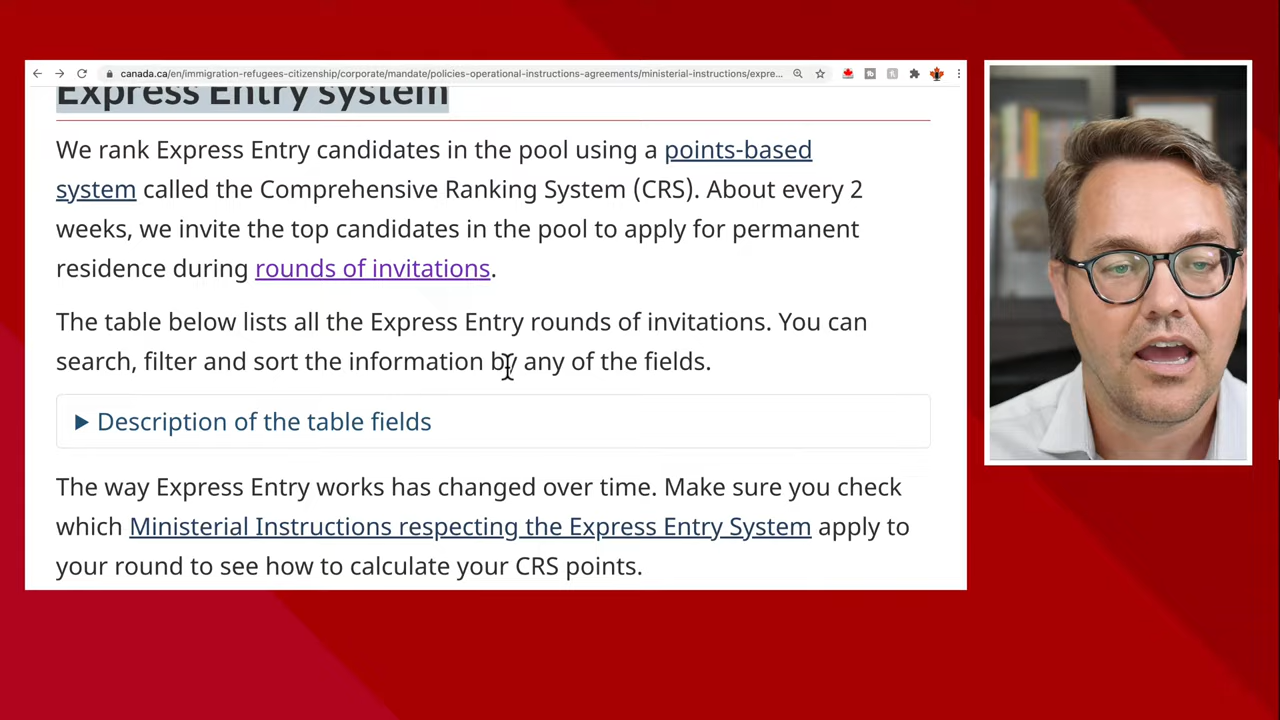 canada.ca/en/immigration-refugees-citizenship/corporate/mandate/policies-operational-instructions-agreements/ministerial-instructions/expre...
Express Entry system
We rank Express Entry candidates in the pool using a points-based
system called the Comprehensive Ranking System (CRS). About every 2
weeks, we invite the top candidates in the pool to apply for permanent
residence during rounds of invitations.
The table below lists all the Express Entry rounds of invitations. You can
search, filter and sort the information by any of the fields.
Description of the table fields
The way Express Entry works has changed over time. Make sure you check
which Ministerial Instructions respecting the Express Entry System apply to
your round to see how to calculate your CRS points.